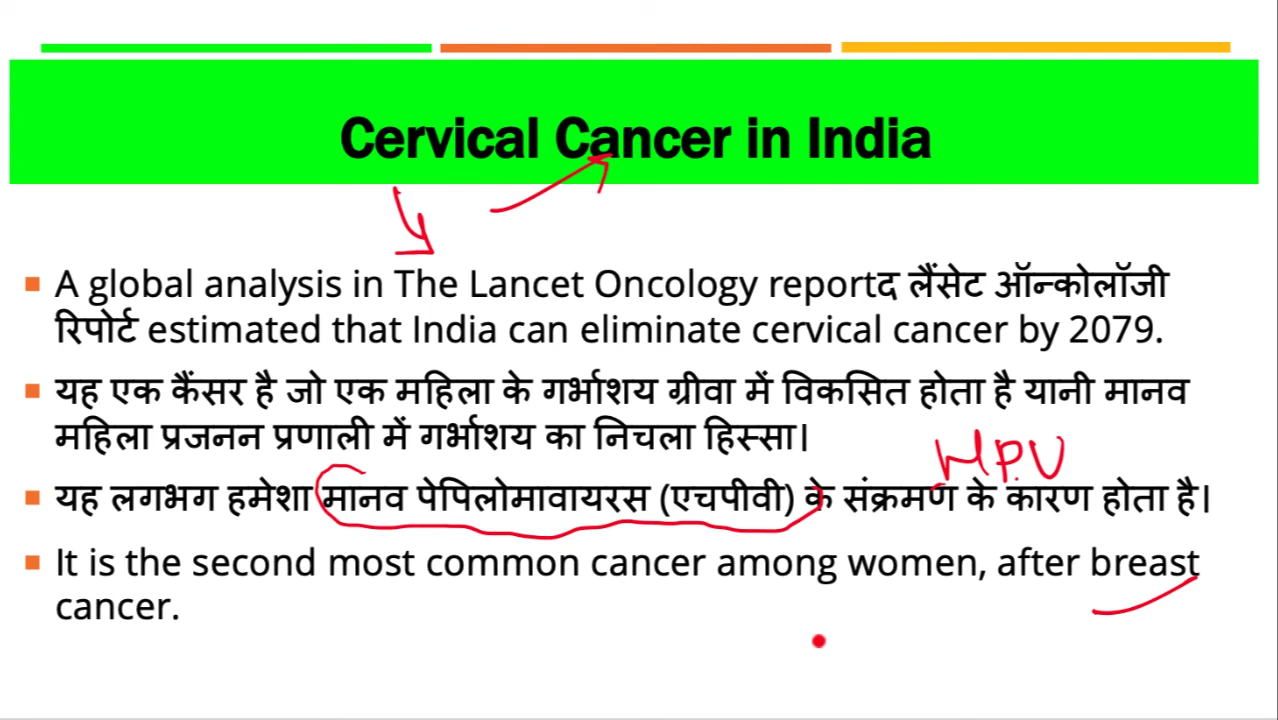 Cervical Cancer in India
A global analysis in The Lancet Oncology reportद लैंसेट ऑन्कोलॉजी
रिपोर्ट estimated that India can eliminate cervical cancer by 2079.
यह एक कैंसर है जो एक महिला के गर्भाशय ग्रीवा में विकसित होता है यानी मानव
महिला प्रजनन प्रणाली में गर्भाशय का निचला हिस्सा।
HPV
यह लगभग हमेशा मानव पेपिलोमावायरस (एचपीवी) के संक्रमण के कारण होता है।
It is the second most common cancer among women, after breast
cancer.